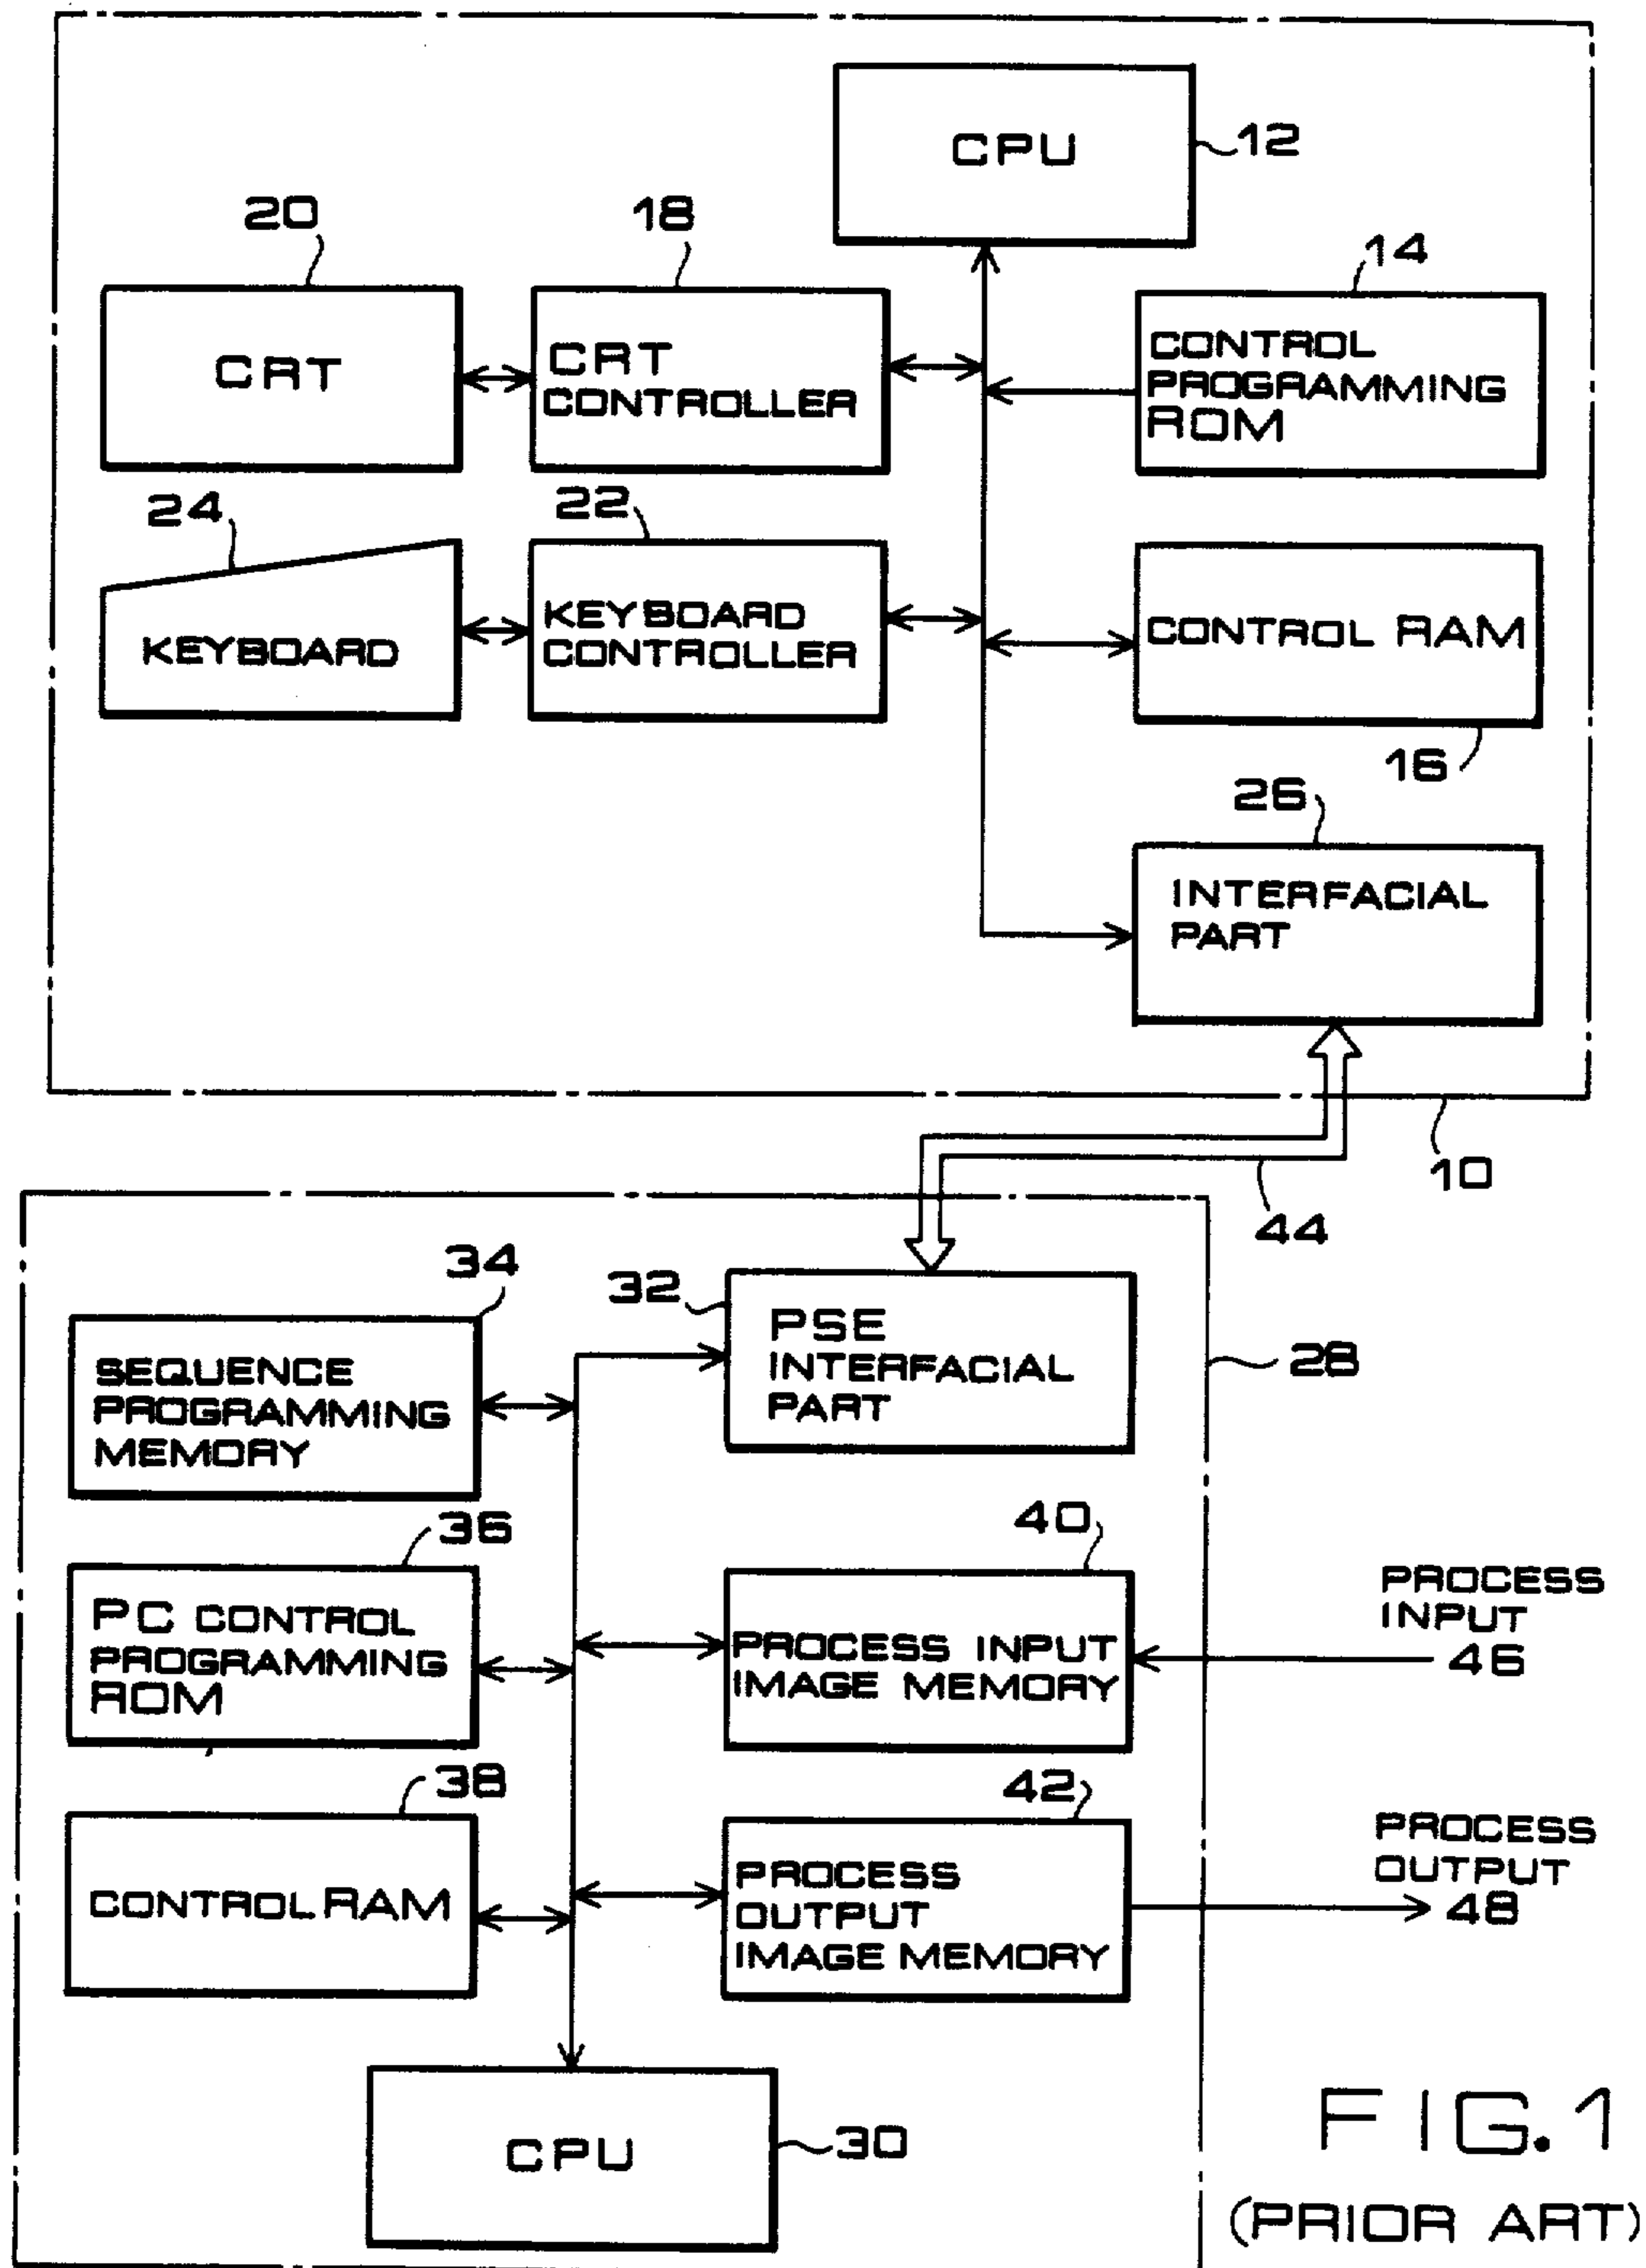 CPU
12
20
18
14
CRT
CRT
CONTROLLER
CONTROL
PROGRAMMING
ROM
24
22
KEYBOARD
KEYBOARD
CONTROLLER
CONTROL RAM
16
26
INTERFACIAL
PART
10
44
34
32
PSE
INTERFACIAL
PART
28
SEQUENCE
PROGRAMMING
MEMORY
36
40
PC CONTROL
PROGRAMMING
ROM
PROCESS INPUT
IMAGE MEMORY
PROCESS
INPUT
46
38
42
CONTROL RAM
PROCESS
OUTPUT
IMAGE MEMORY
PROCESS
OUTPUT
48
CPU
30
FIG.1
(PRIOR ART)